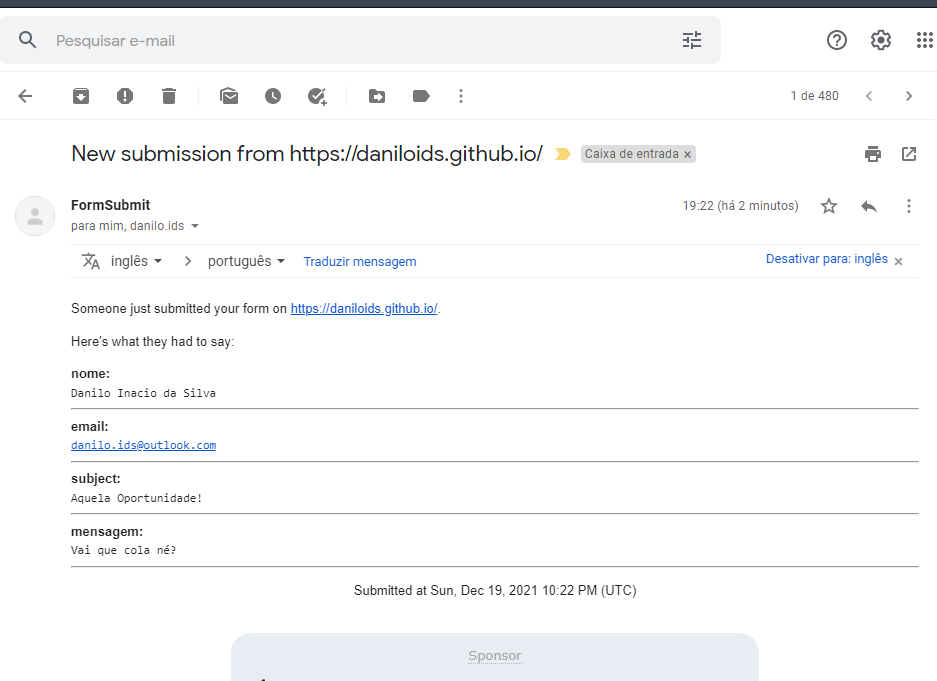 Pesquisar e-mail
1 de 480
New submission from https://daniloids.github.io/ Caixa de entrada ×
FormSubmit 19:22 (há 2 minutos)
para mim, danilo.ids
inglês português Traduzir mensagem Desativar para: inglês ×
Someone just submitted your form on https://daniloids.github.io/.
Here's what they had to say:
nome:
Danilo Inacio da Silva
email:
danilo.ids@outlook.com
subject:
Aquela Oportunidade!
mensagem:
Vai que cola né?
Submitted at Sun, Dec 19, 2021 10:22 PM (UTC)
Sponsor